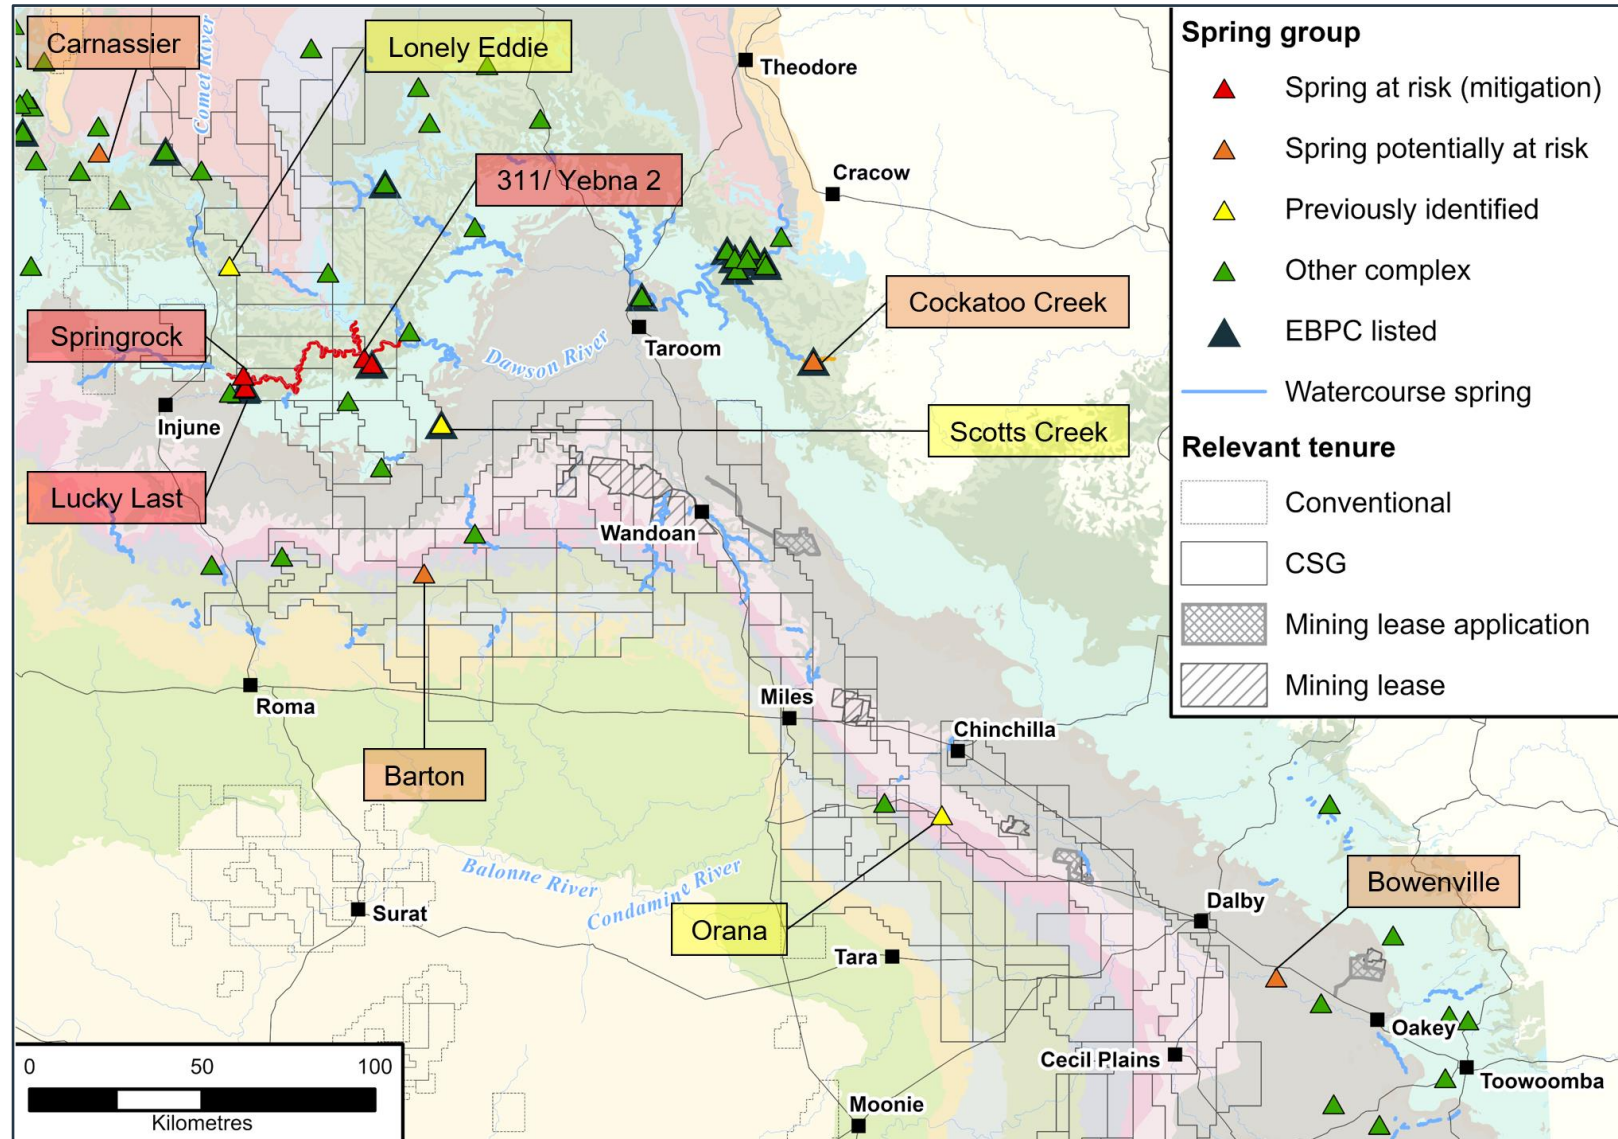 Carnassier
Comet River
Lonely Eddie
Theodore
311/ Yebna 2
Cracow
Springrock
Cockatoo Creek
Dawson River
Taroom
Injune
Scotts Creek
Lucky Last
Wandoan
Roma
Miles
Chinchilla
Barton
Balonne River
Condamine River
Surat
Orana
Tara
Dalby
Bowenville
Oakey
Cecil Plains
Toowoomba
Moonie
0 50 100
Kilometres
Spring group
Spring at risk (mitigation)
Spring potentially at risk
Previously identified
Other complex
EBPC listed
Watercourse spring
Relevant tenure
Conventional
CSG
Mining lease application
Mining lease